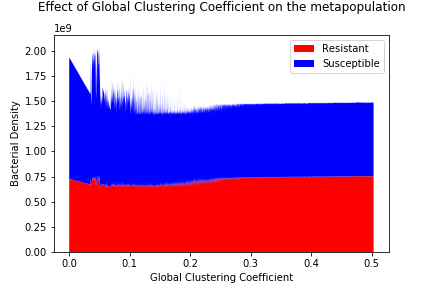 Effect of Global Clustering Coefficient on the metapopulation
1e9
Resistant
Susceptible
2.00
1.75
1.50
1.25
1.00
0.75
0.50
0.25
0.00
Bacterial Density
0.0 0.1 0.2 0.3 0.4 0.5
Global Clustering Coefficient